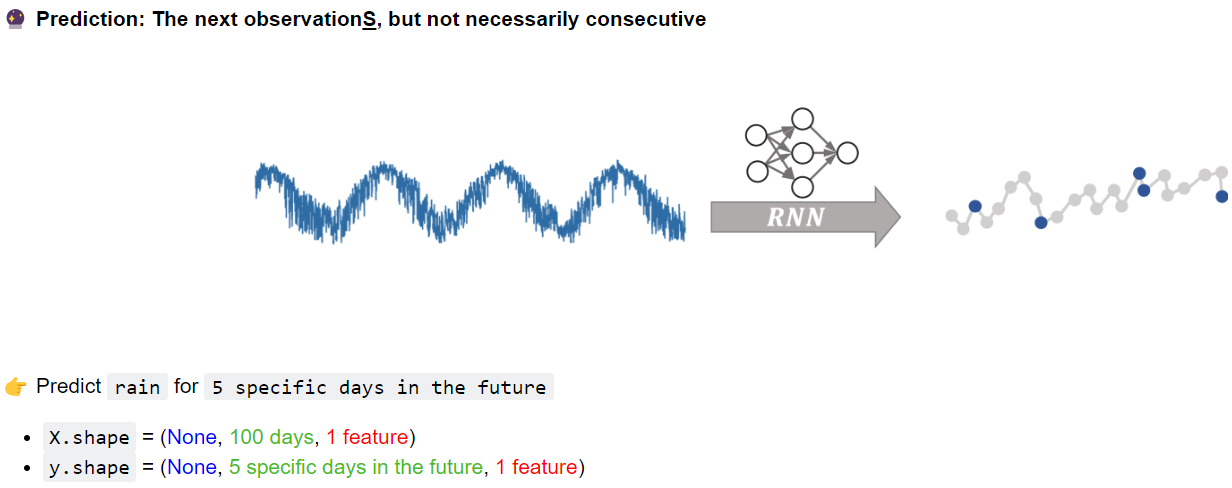 🔮 Prediction: The next observationS, but not necessarily consecutive
RNN
👉 Predict rain for 5 specific days in the future
• X.shape = (None, 100 days, 1 feature)
• y.shape = (None, 5 specific days in the future, 1 feature)